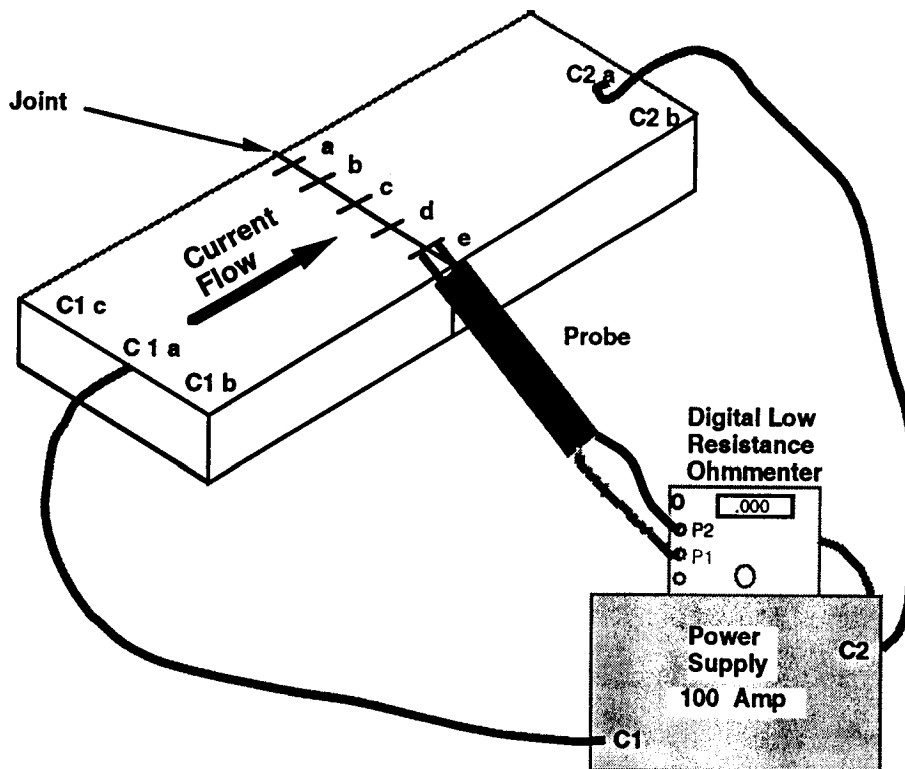 C2 a
Joint
C2 b
a
b
c
d
e
Current
Flow
C1 c
C 1 a
C1 b
Probe
Digital Low
Resistance
Ohmmenter
.000
P2
P1
Power
Supply
100 Amp
C2
C1